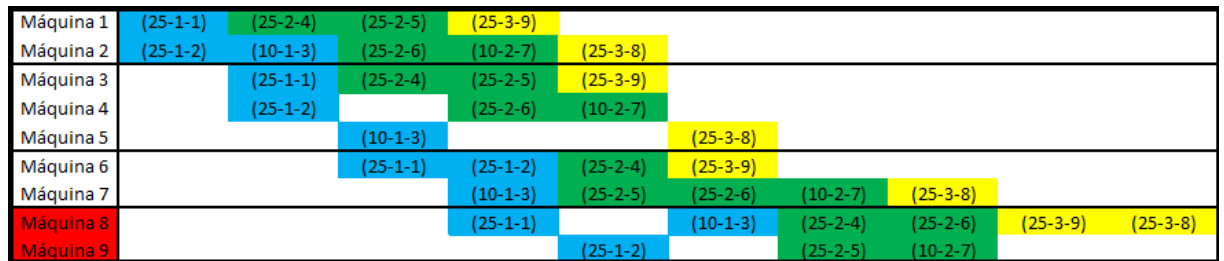 Máquina 1 (25-1-1) (25-2-4) (25-2-5) (25-3-9)
Máquina 2 (25-1-2) (10-1-3) (25-2-6) (10-2-7) (25-3-8)
Máquina 3 (25-1-1) (25-2-4) (25-2-5) (25-3-9)
Máquina 4 (25-1-2) (25-2-6) (10-2-7)
Máquina 5 (10-1-3) (25-3-8)
Máquina 6 (25-1-1) (25-1-2) (25-2-4) (25-3-9)
Máquina 7 (10-1-3) (25-2-5) (25-2-6) (10-2-7) (25-3-8)
Máquina 8 (25-1-1) (10-1-3) (25-2-4) (25-2-6) (25-3-9) (25-3-8)
Máquina 9 (25-1-2) (25-2-5) (10-2-7)